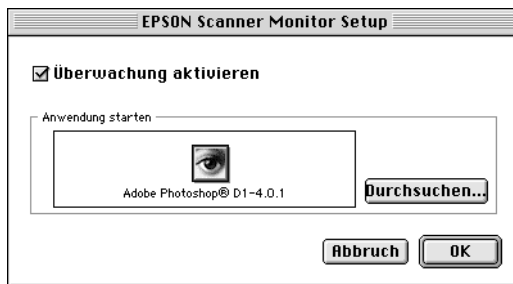 EPSON Scanner Monitor Setup
Überwachung aktivieren
Anwendung starten
Adobe Photoshop® D1-4.0.1
Durchsuchen...
Abbruch
OK